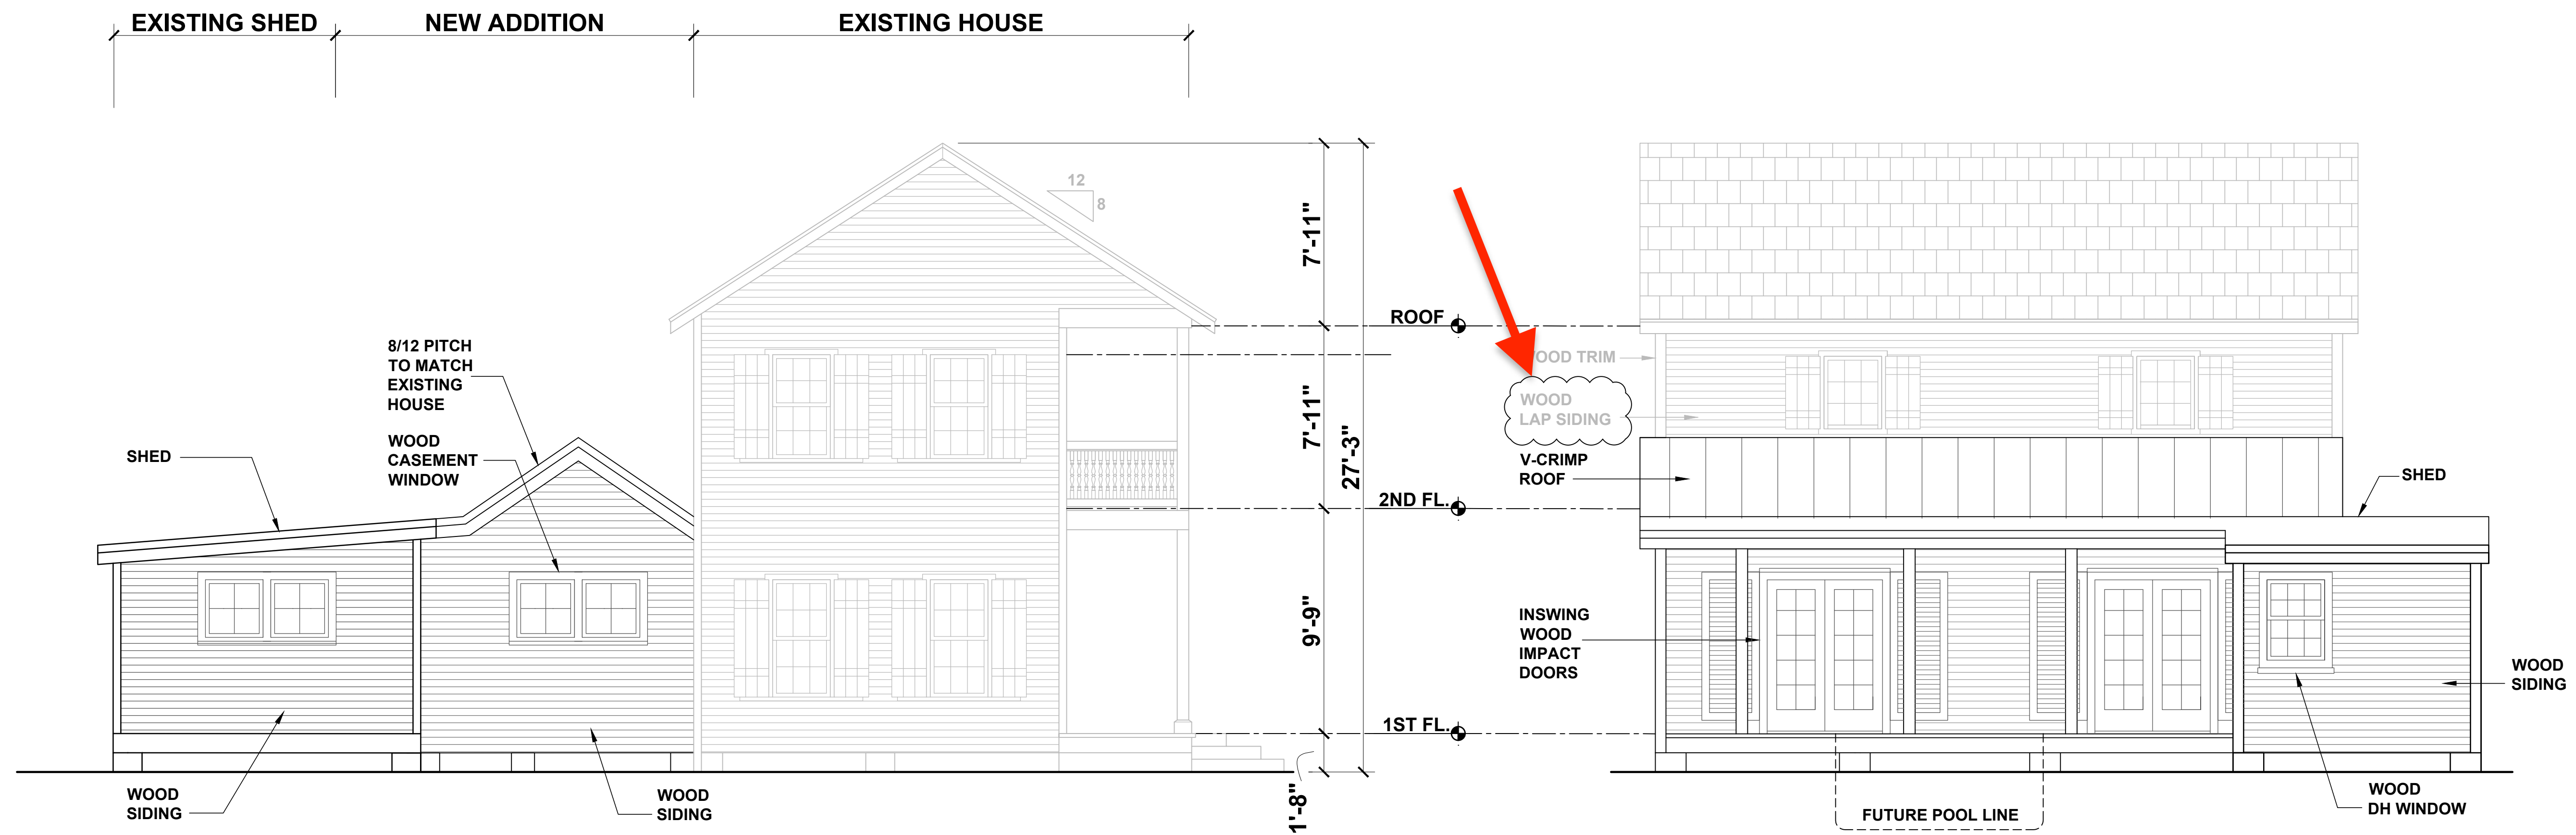 EXISTING SHED
NEW ADDITION
EXISTING HOUSE
12
8
7'-11"
7'-11"
27'-3"
9'-9"
1'-8"
ROOF
2ND FL.
1ST FL.
8/12 PITCH
TO MATCH
EXISTING
HOUSE
WOOD
CASEMENT
WINDOW
SHED
WOOD
SIDING
WOOD
SIDING
TRIM
WOOD
LAP SIDING
V-CRIMP
ROOF
SHED
INSWING
WOOD
IMPACT
DOORS
WOOD
SIDING
WOOD
DH WINDOW
FUTURE POOL LINE